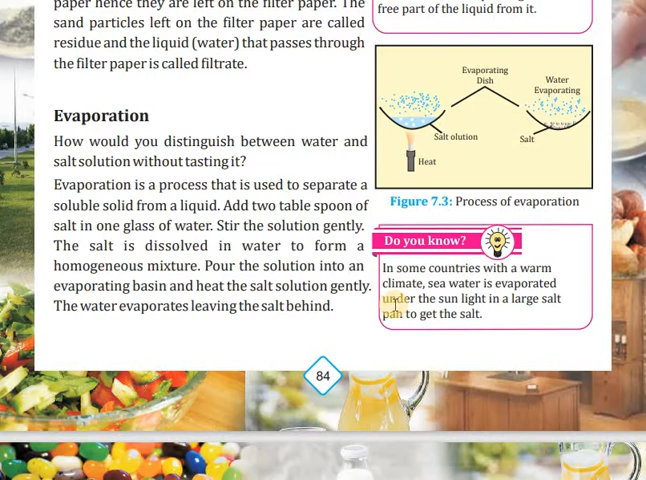 paper hence they are left on the filter paper. The
sand particles left on the filter paper are called
residue and the liquid (water) that passes through
the filter paper is called filtrate.
Evaporation
How would you distinguish between water and
salt solution without tasting it?
Evaporation is a process that is used to separate a
soluble solid from a liquid. Add two table spoon of
salt in one glass of water. Stir the solution gently.
The salt is dissolved in water to form a
homogeneous mixture. Pour the solution into an
evaporating basin and heat the salt solution gently.
The water evaporates leaving the salt behind.
free part of the liquid from it.
Evaporating
Dish
Water
Evaporating
Salt olution
Salt
Heat
Figure 7.3: Process of evaporation
Do you know?
In some countries with a warm
climate, sea water is evaporated
under the sun light in a large salt
pan to get the salt.
84